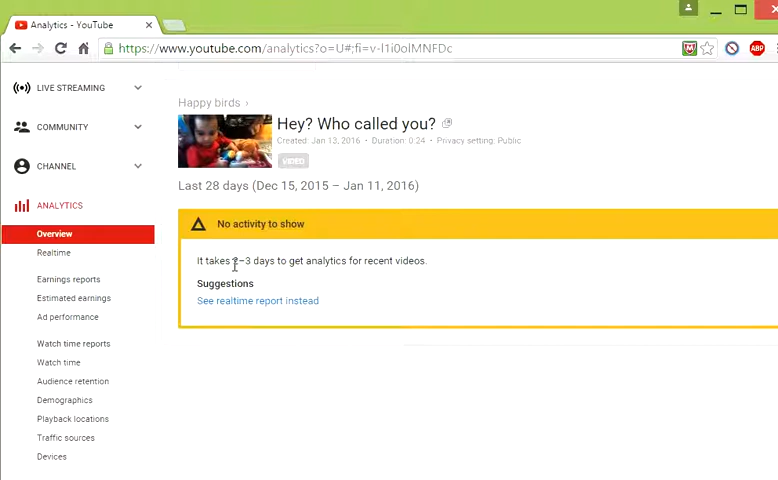 Analytics - YouTube
https://www.youtube.com/analytics?o=U#;fi=v-l1i0olMNFDc
LIVE STREAMING
COMMUNITY
CHANNEL
ANALYTICS
Overview
Realtime
Earnings reports
Estimated earnings
Ad performance
Watch time reports
Watch time
Audience retention
Demographics
Playback locations
Traffic sources
Devices
Happy birds ›
Hey? Who called you?
Created: Jan 13, 2016 • Duration: 0:24 • Privacy setting: Public
VIDEO
Last 28 days (Dec 15, 2015 – Jan 11, 2016)
No activity to show
It takes 2–3 days to get analytics for recent videos.
Suggestions
See realtime report instead
ABP